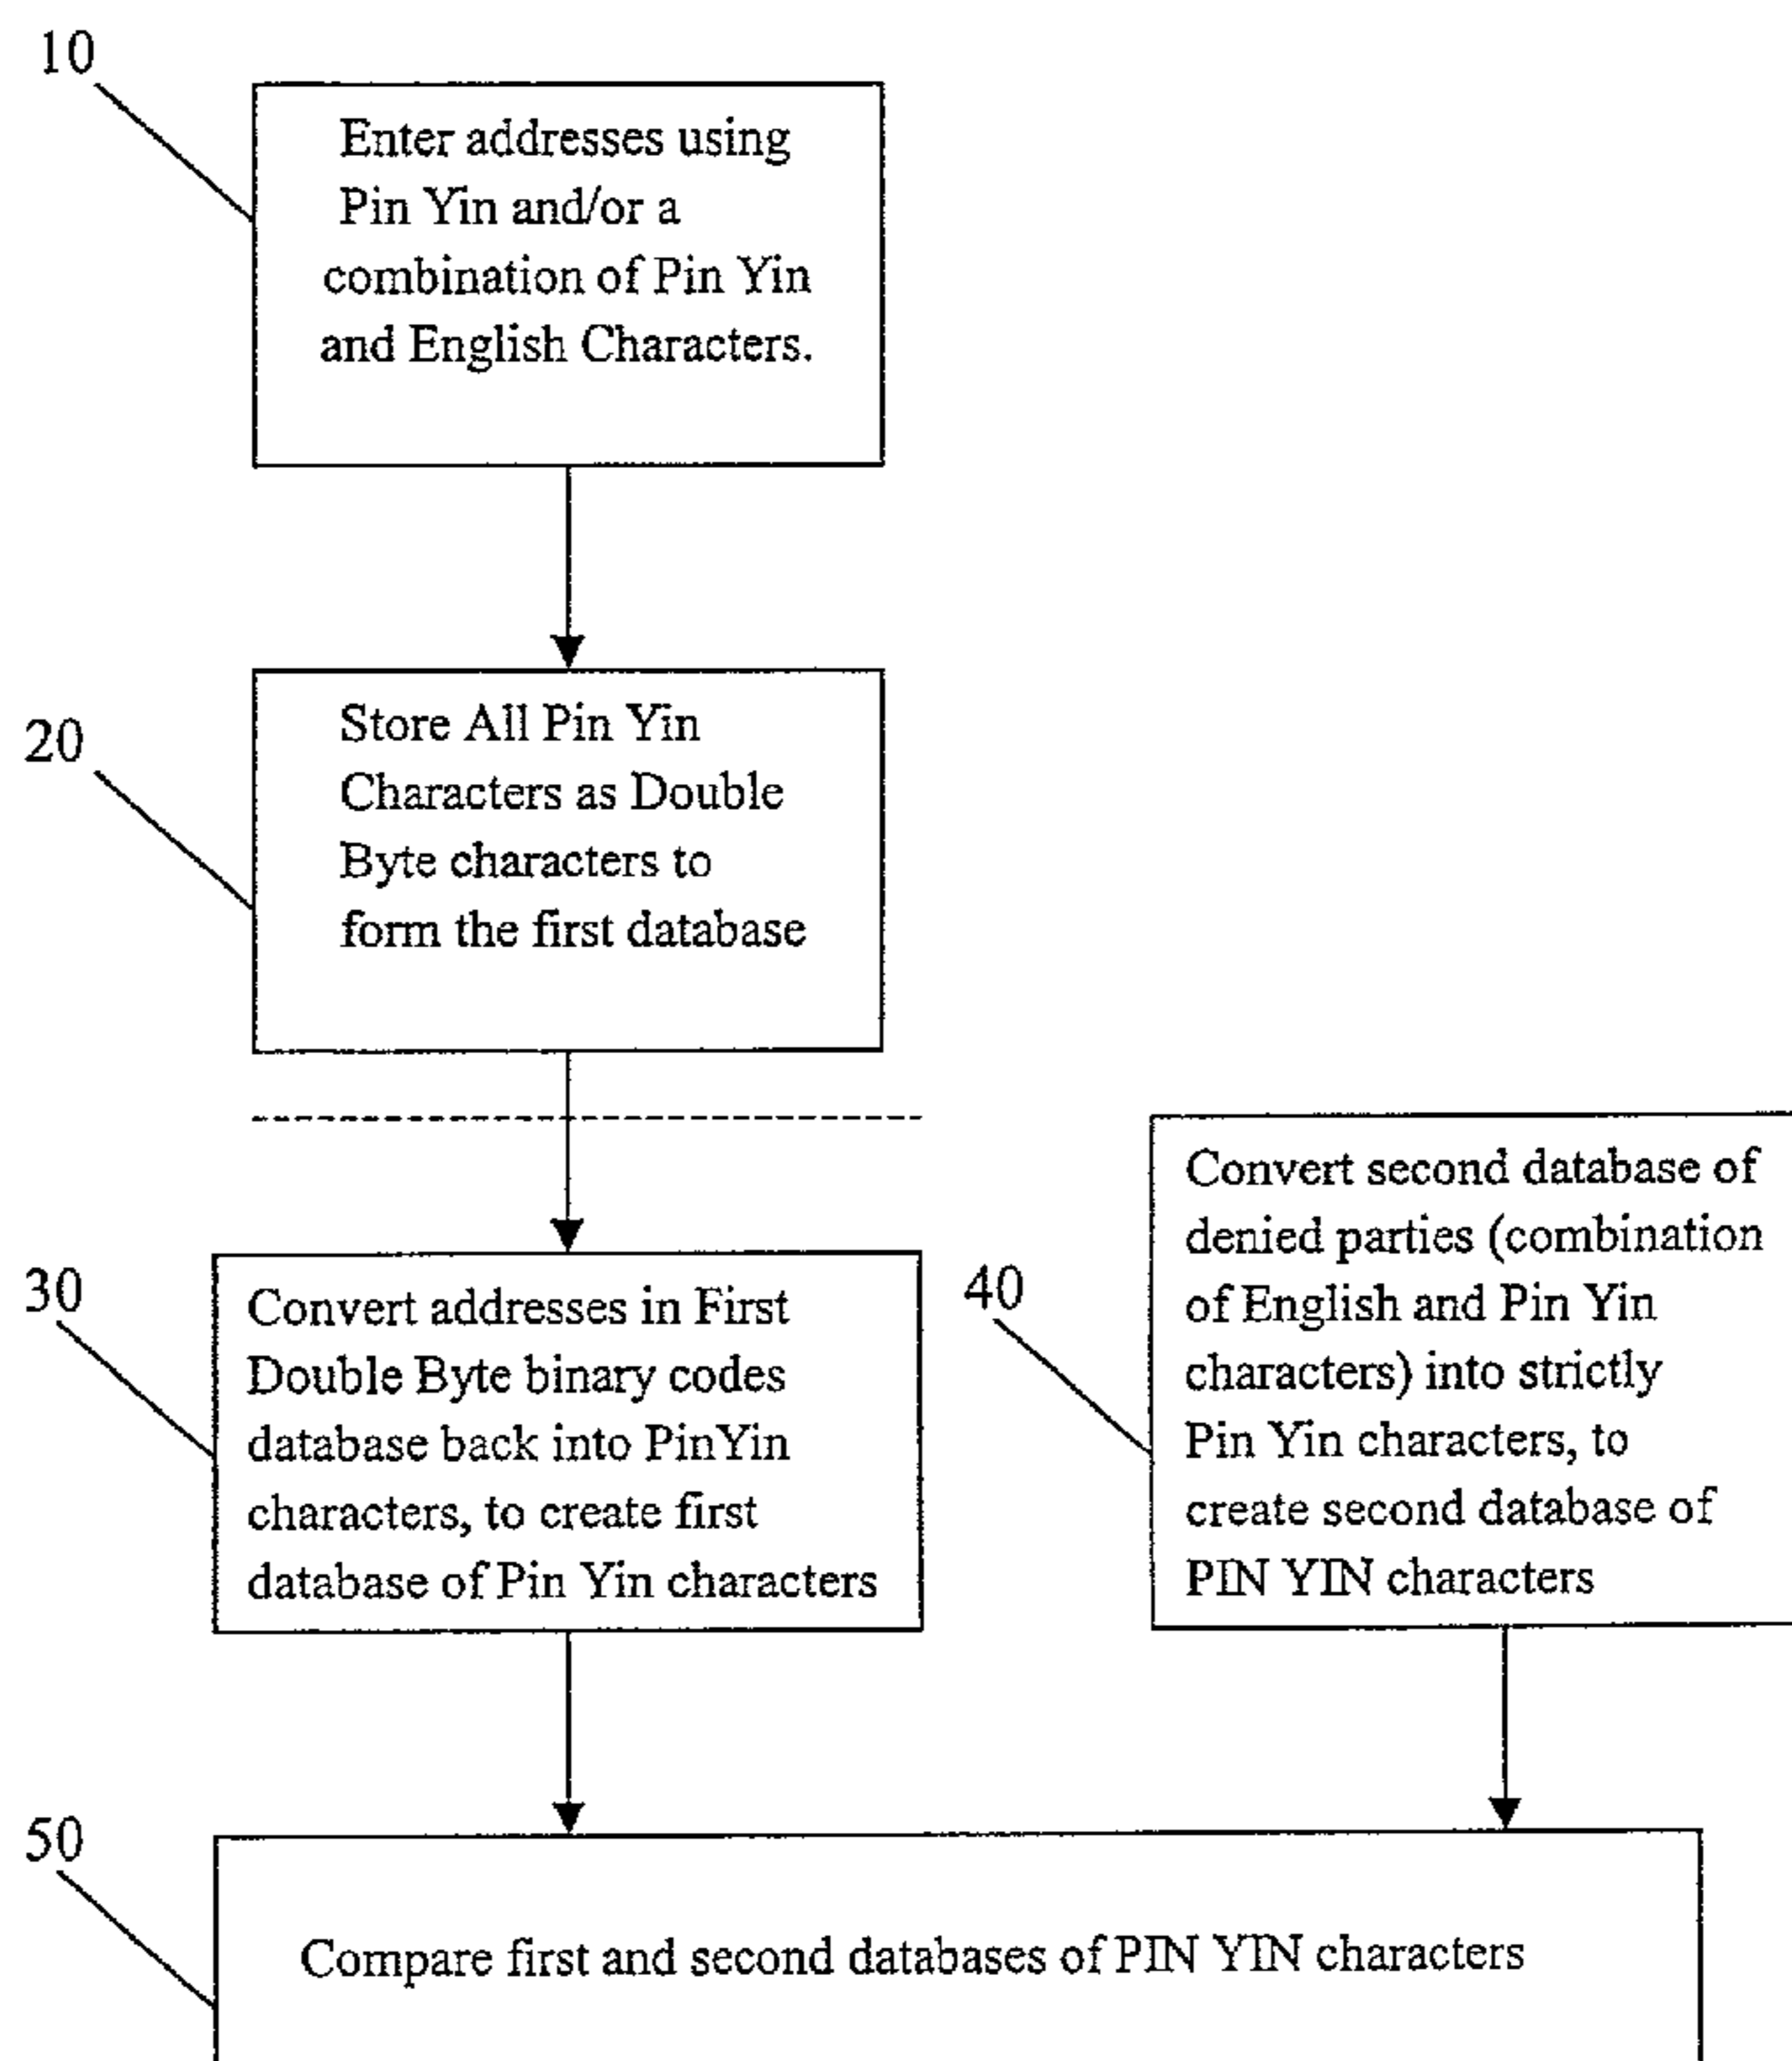 10
Enter addresses using
Pin Yin and/or a
combination of Pin Yin
and English Characters.
20
Store All Pin Yin
Characters as Double
Byte characters to
form the first database
30
Convert addresses in First
Double Byte binary codes
database back into PinYin
characters, to create first
database of Pin Yin characters
40
Convert second database of
denied parties (combination
of English and Pin Yin
characters) into strictly
Pin Yin characters, to
create second database of
PIN YIN characters
50
Compare first and second databases of PIN YIN characters